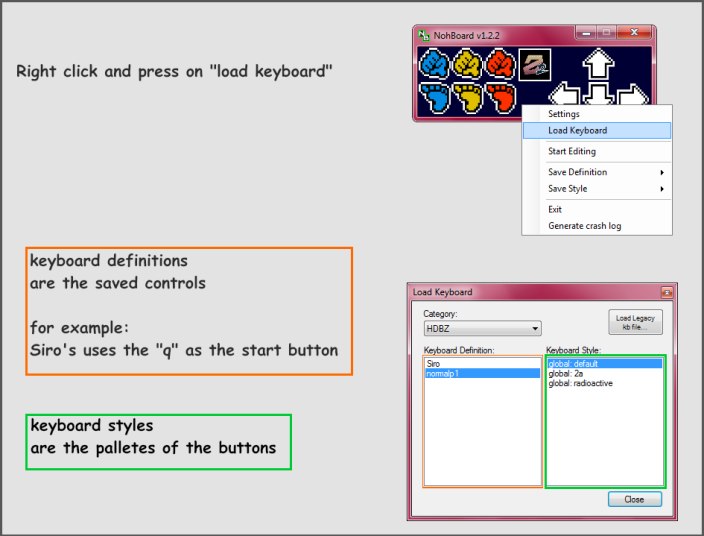 NohBoard v1.2.2
Right click and press on "load keyboard"
Settings
Load Keyboard
Start Editing
Save Definition
Save Style
Exit
Generate crash log
keyboard definitions
are the saved controls
for example:
Siro's uses the "q" as the start button
keyboard styles
are the palletes of the buttons
Load Keyboard
Category:
HDBZ
Load Legacy
kb file...
Keyboard Definition:
Keyboard Style:
Siro
normalp1
global: default
global: 2a
global: radioactive
Close